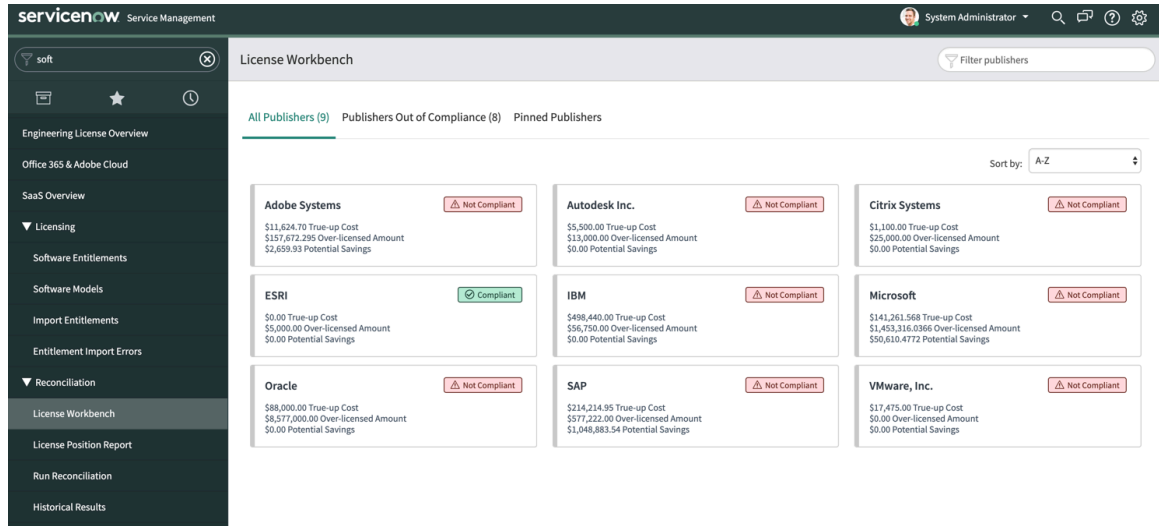 servicenow Service Management
System Administrator
soft
Engineering License Overview
Office 365 & Adobe Cloud
SaaS Overview
Licensing
Software Entitlements
Software Models
Import Entitlements
Entitlement Import Errors
Reconciliation
License Workbench
License Position Report
Run Reconciliation
Historical Results
License Workbench
Filter publishers
All Publishers (9) Publishers Out of Compliance (8) Pinned Publishers
Sort by: A-Z
Adobe Systems
Not Compliant
$11,624.70 True-up Cost
$157,672.295 Over-licensed Amount
$2,659.93 Potential Savings
Autodesk Inc.
Not Compliant
$5,500.00 True-up Cost
$13,000.00 Over-licensed Amount
$0.00 Potential Savings
Citrix Systems
Not Compliant
$1,100.00 True-up Cost
$25,000.00 Over-licensed Amount
$0.00 Potential Savings
ESRI
Compliant
$0.00 True-up Cost
$5,000.00 Over-licensed Amount
$0.00 Potential Savings
IBM
Not Compliant
$498,440.00 True-up Cost
$56,750.00 Over-licensed Amount
$0.00 Potential Savings
Microsoft
Not Compliant
$141,261.568 True-up Cost
$1,453,316.0366 Over-licensed Amount
$50,610.4772 Potential Savings
Oracle
Not Compliant
$88,000.00 True-up Cost
$8,577,000.00 Over-licensed Amount
$0.00 Potential Savings
SAP
Not Compliant
$214,214.95 True-up Cost
$577,222.00 Over-licensed Amount
$1,048,883.54 Potential Savings
VMware, Inc.
Not Compliant
$17,475.00 True-up Cost
$0.00 Over-licensed Amount
$0.00 Potential Savings